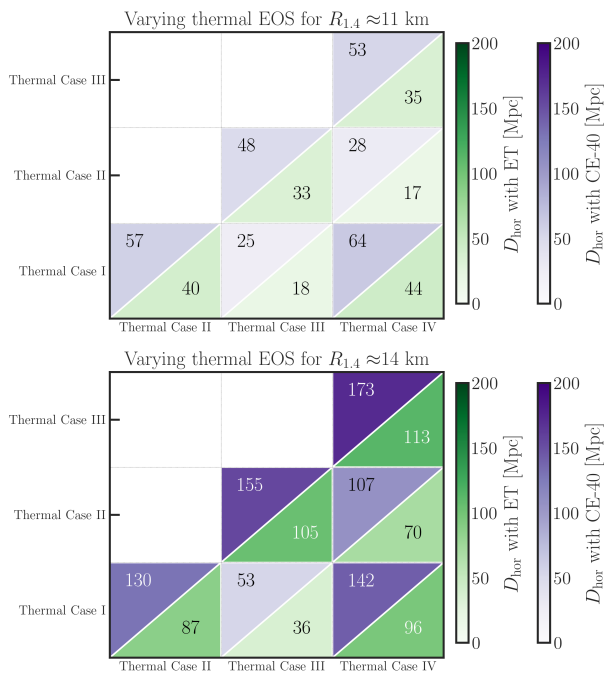 Varying thermal EOS for R₁.₄ ≈11 km
Thermal Case III
53
35
Thermal Case II
48
33
28
17
Thermal Case I
57
40
25
18
64
44
Thermal Case II
Thermal Case III
Thermal Case IV
200
150
100
50
0
D_hor with ET [Mpc]
200
150
100
50
0
D_hor with CE-40 [Mpc]
Varying thermal EOS for R₁.₄ ≈14 km
Thermal Case III
173
113
Thermal Case II
155
105
107
70
Thermal Case I
130
87
53
36
142
96
Thermal Case II
Thermal Case III
Thermal Case IV
200
150
100
50
0
D_hor with ET [Mpc]
200
150
100
50
0
D_hor with CE-40 [Mpc]